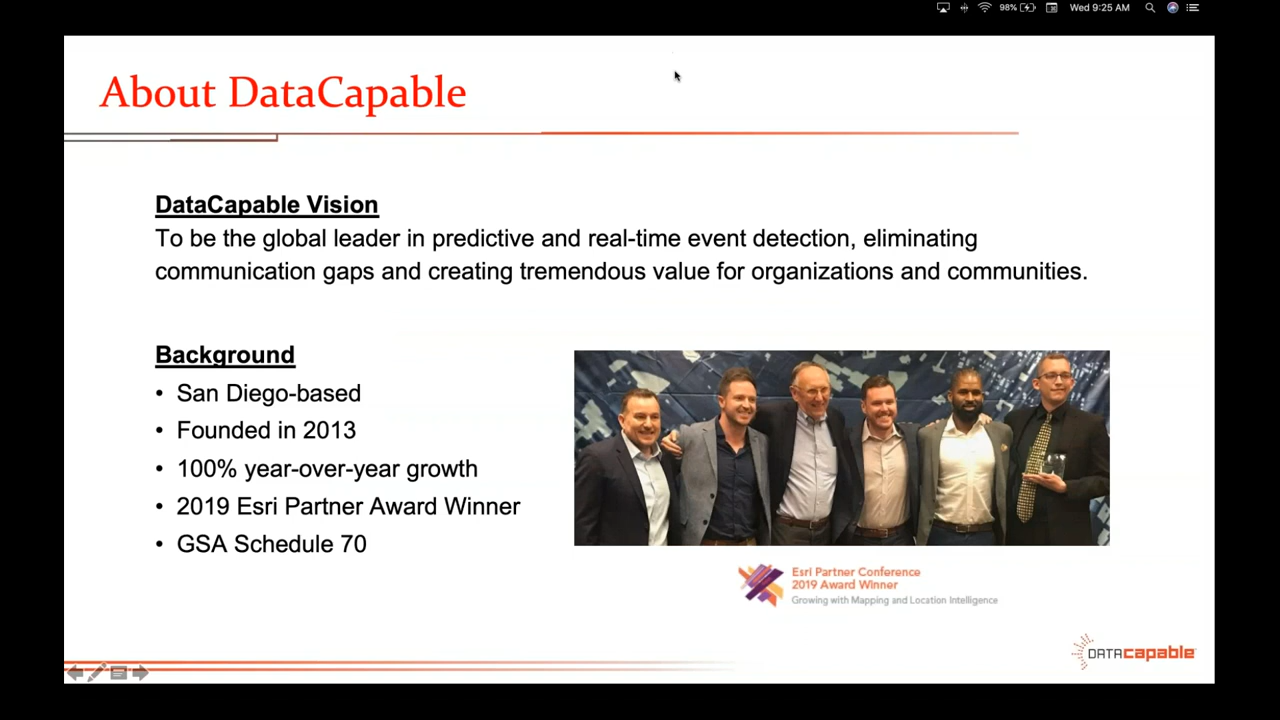 98% Wed 9:25 AM
About DataCapable
DataCapable Vision
To be the global leader in predictive and real-time event detection, eliminating
communication gaps and creating tremendous value for organizations and communities.
Background
• San Diego-based
• Founded in 2013
• 100% year-over-year growth
• 2019 Esri Partner Award Winner
• GSA Schedule 70
Esri Partner Conference
2019 Award Winner
Growing with Mapping and Location Intelligence
DATAcapable